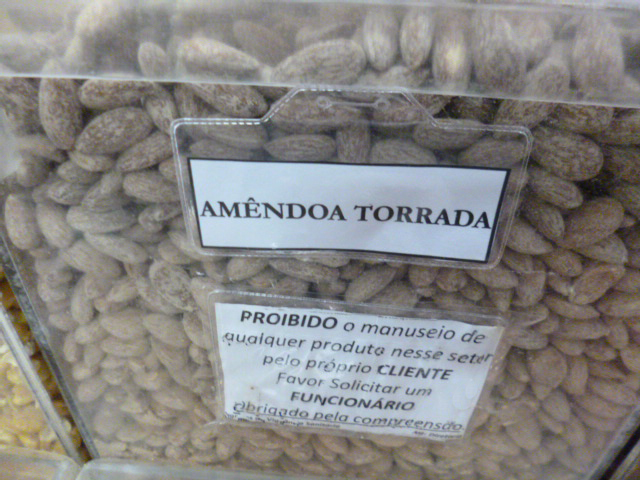 AMÊNDOA TORRADA
PROIBIDO o manuseio de
qualquer produto nesse setor
pelo próprio CLIENTE
Favor Solicitar um
FUNCIONÁRIO
Obrigado pela compreensão